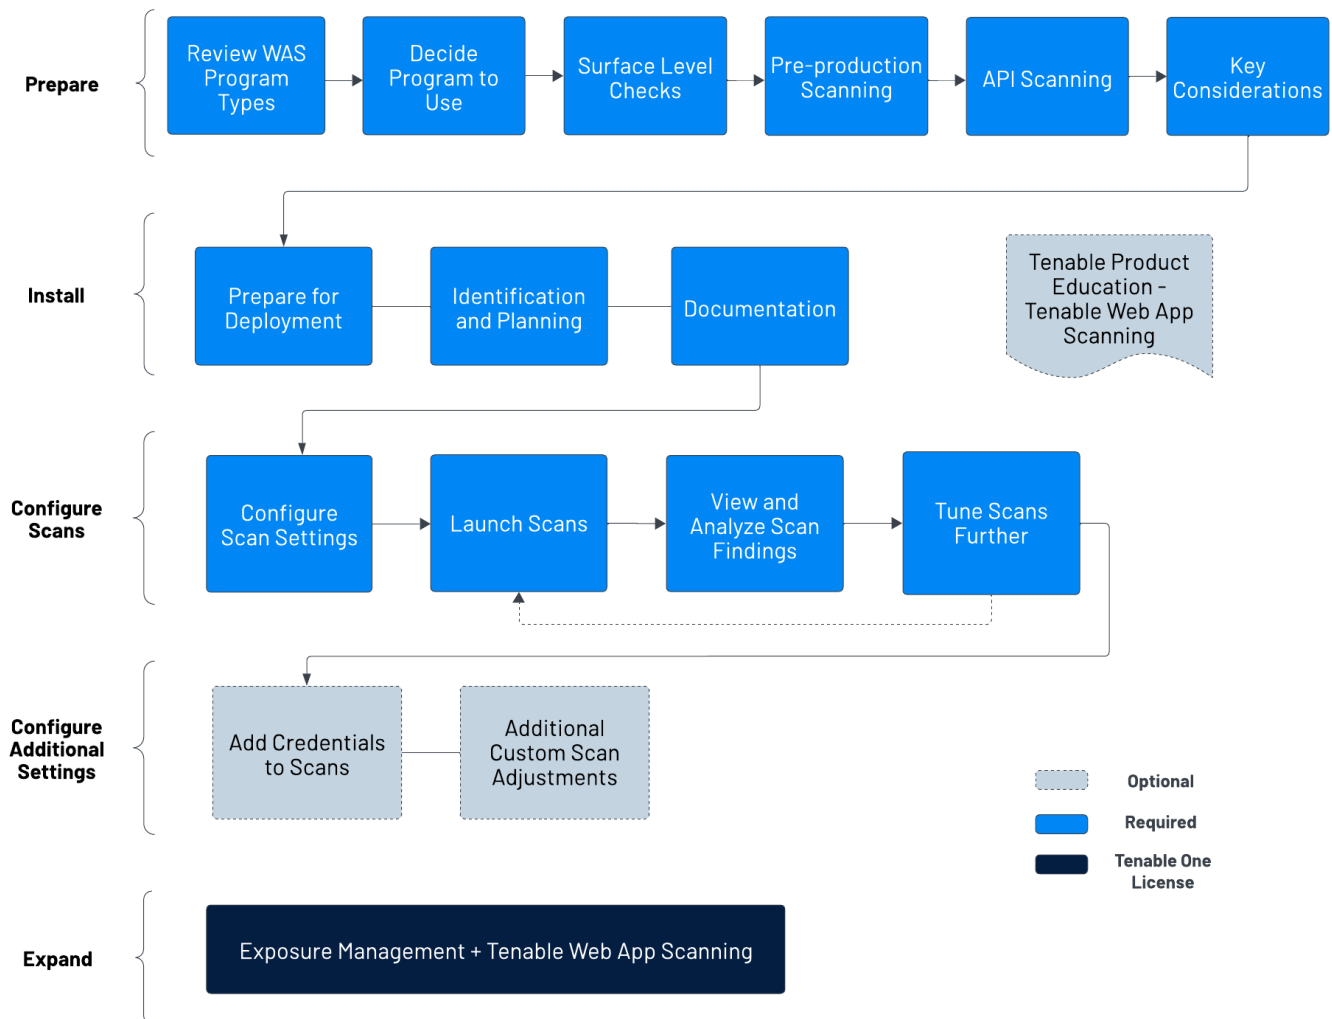 Prepare
Review WAS
Program
Types
Decide
Program to
Use
Surface Level
Checks
Pre-production
Scanning
API Scanning
Key
Considerations
Install
Prepare for
Deployment
Identification
and Planning
Documentation
Tenable Product
Education -
Tenable Web App
Scanning
Configure
Scans
Configure
Scan Settings
Launch Scans
View and
Analyze Scan
Findings
Tune Scans
Further
Configure
Additional
Settings
Add Credentials
to Scans
Additional
Custom Scan
Adjustments
Optional
Required
Tenable One
License
Expand
Exposure Management + Tenable Web App Scanning